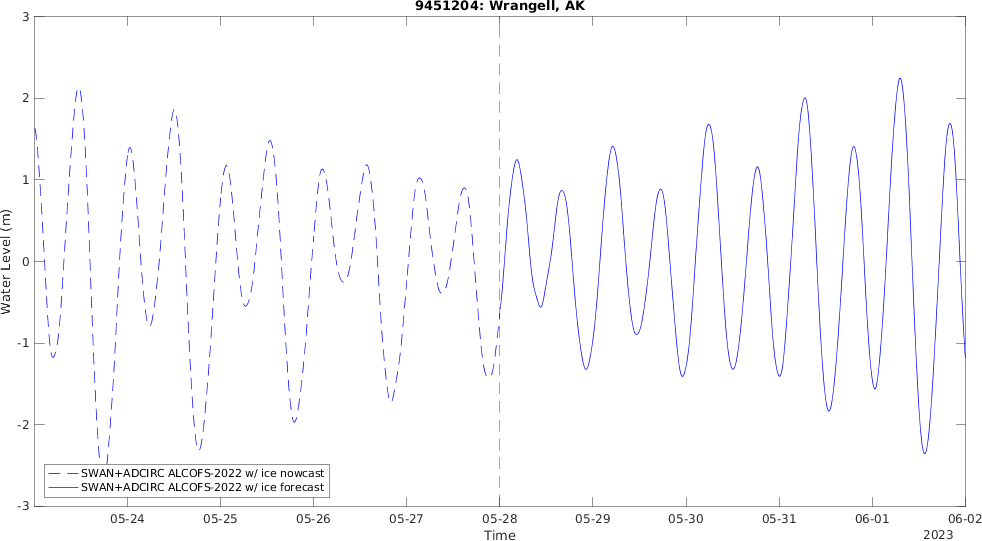 9451204: Wrangell, AK
3
2
1
0
-1
-2
-3
Water Level (m)
SWAN+ADCIRC ALCOFS-2022 w/ ice nowcast
SWAN+ADCIRC ALCOFS-2022 w/ ice forecast
05-24 05-25 05-26 05-27 05-28 05-29 05-30 05-31 06-01 06-02
Time
2023